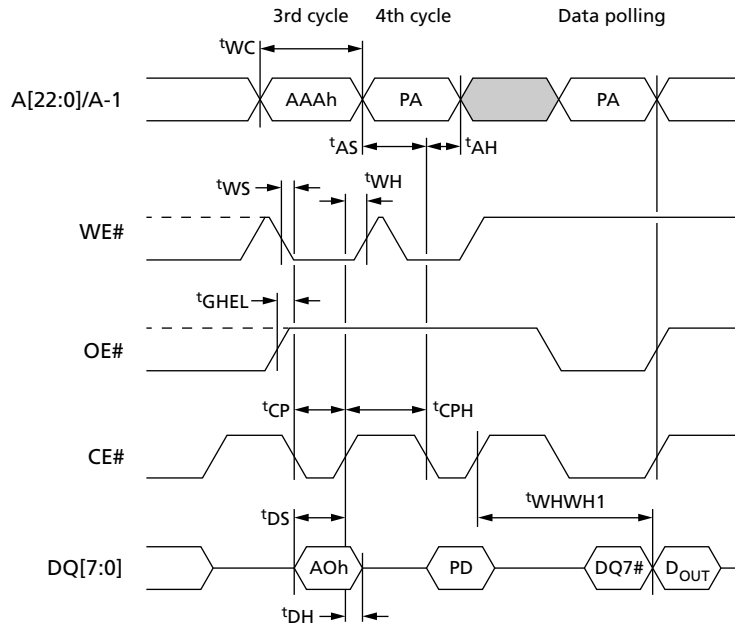 3rd cycle 4th cycle Data polling
tWC
A[22:0]/A-1 AAAh PA PA
tAS tAH
tWS tWH
WE#
tGHEL
OE#
tCP tCPH
CE#
tWHWH1
tDS
DQ[7:0] AOh PD DQ7# DOUT
tDH